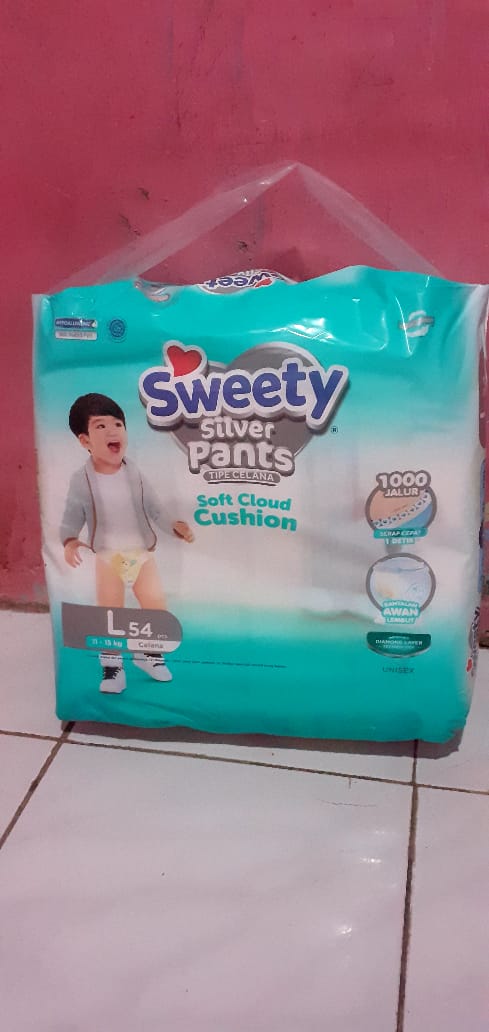 HYPOALLERGENIC
Sweety
Silver
Pants
TIPE CELANA
Soft Cloud
Cushion
1000
JALUR
SERAP CEPAT
1 DETIK
BANTALAN
AWAN
LEMBUT
DIAMOND LAYER
UNISEX
L 54 pcs
11 - 15 kg Celana